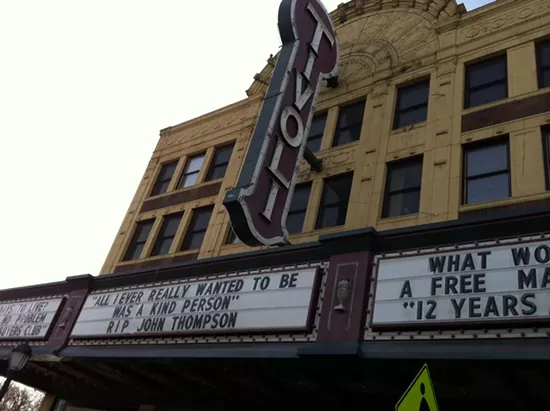 TIVOLI
"ALL I EVER REALLY WANTED TO BE
WAS A KIND PERSON"
RIP JOHN THOMPSON
WHAT WO
A FREE MA
"12 YEARS
CLUB